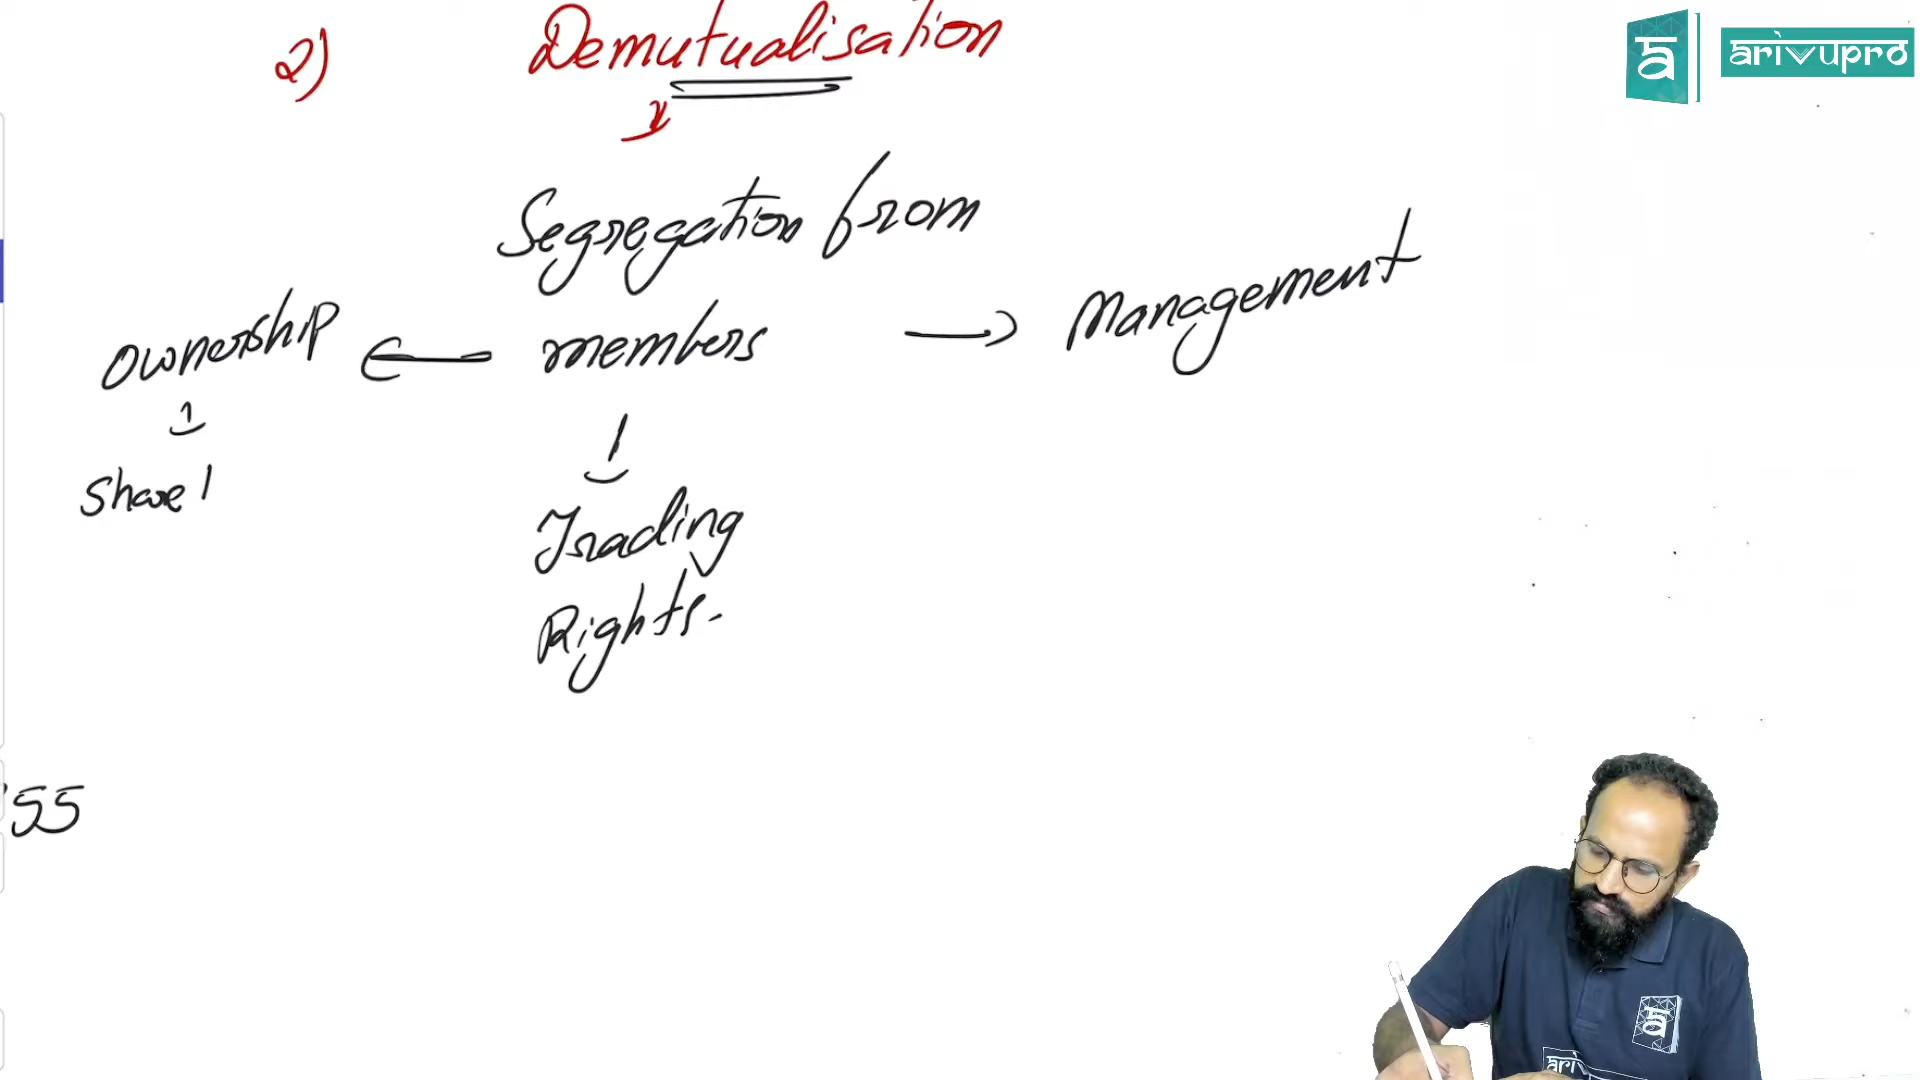 2) Demutualisation
Segregation from
ownership ← members → Management
Share
Trading
Rights.
55
arivupro